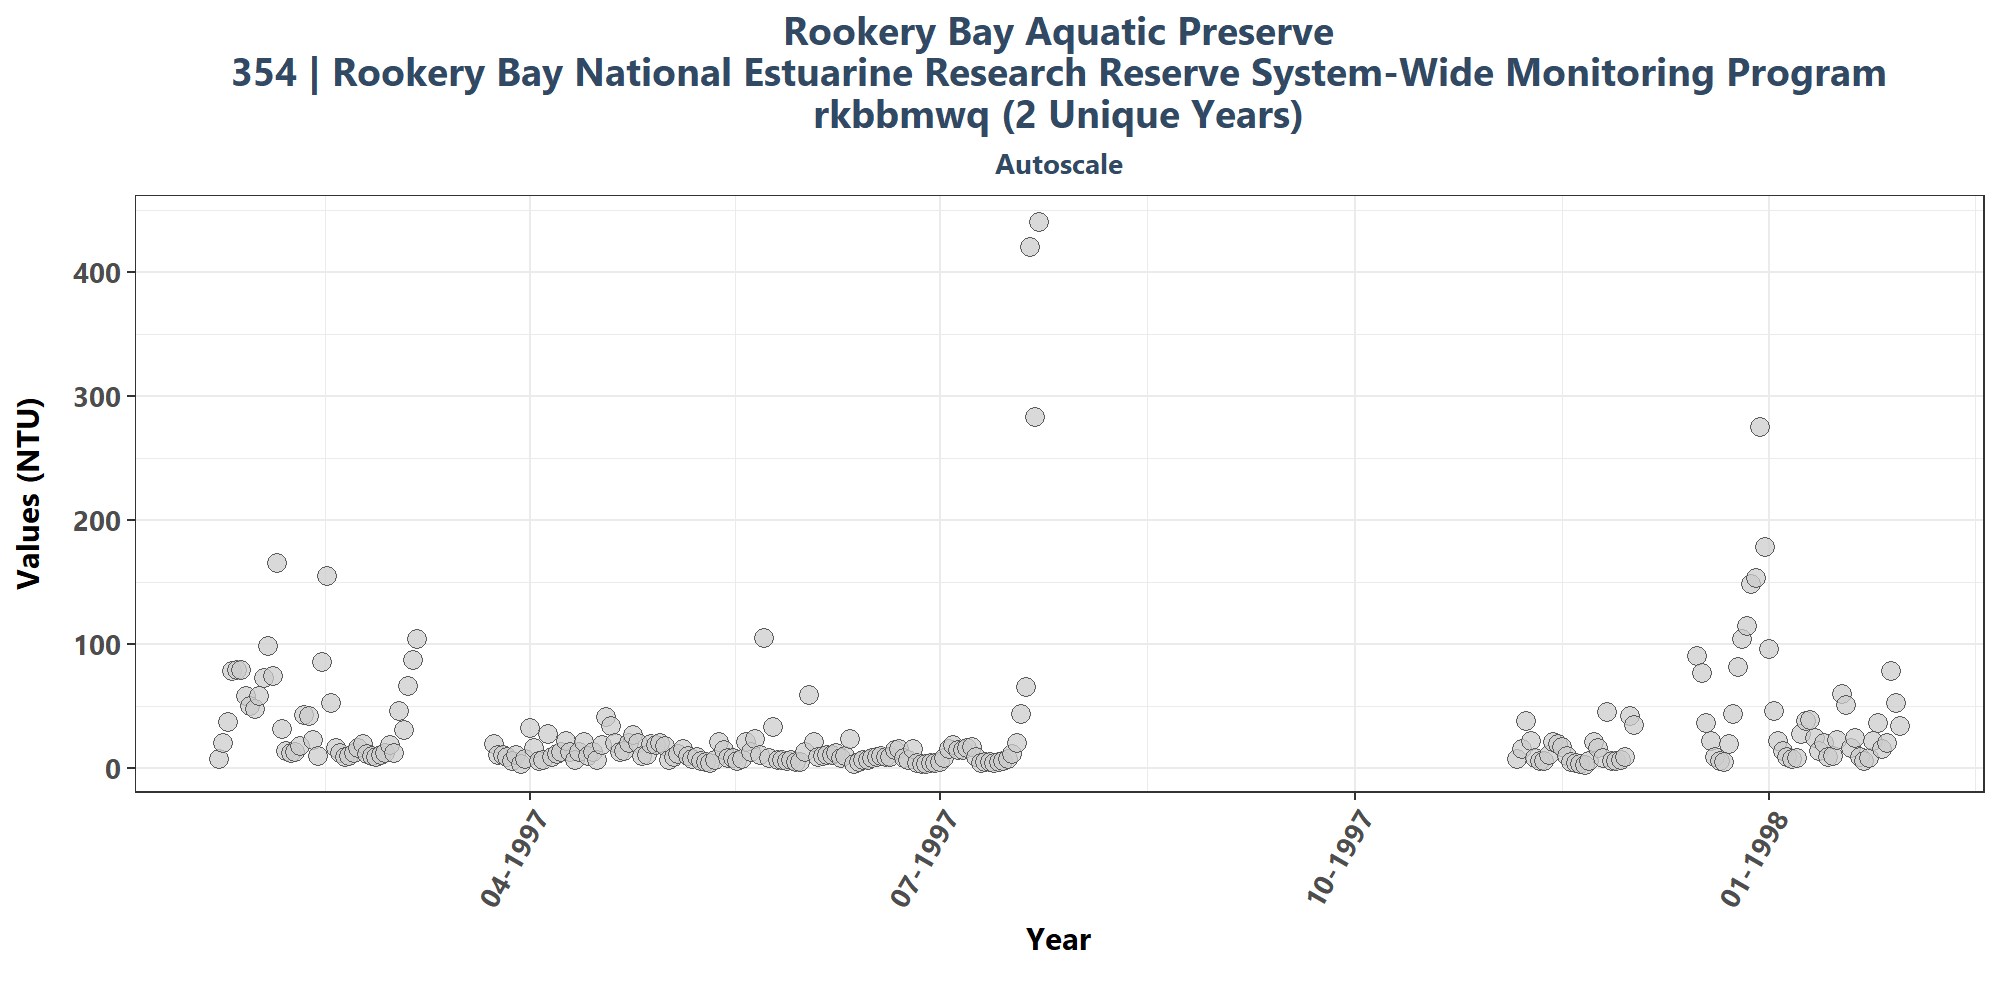 Rookery Bay Aquatic Preserve
354 | Rookery Bay National Estuarine Research Reserve System-Wide Monitoring Program
rkbbmwq (2 Unique Years)
Autoscale
Values (NTU)
400
300
200
100
0
04-1997
07-1997
10-1997
01-1998
Year